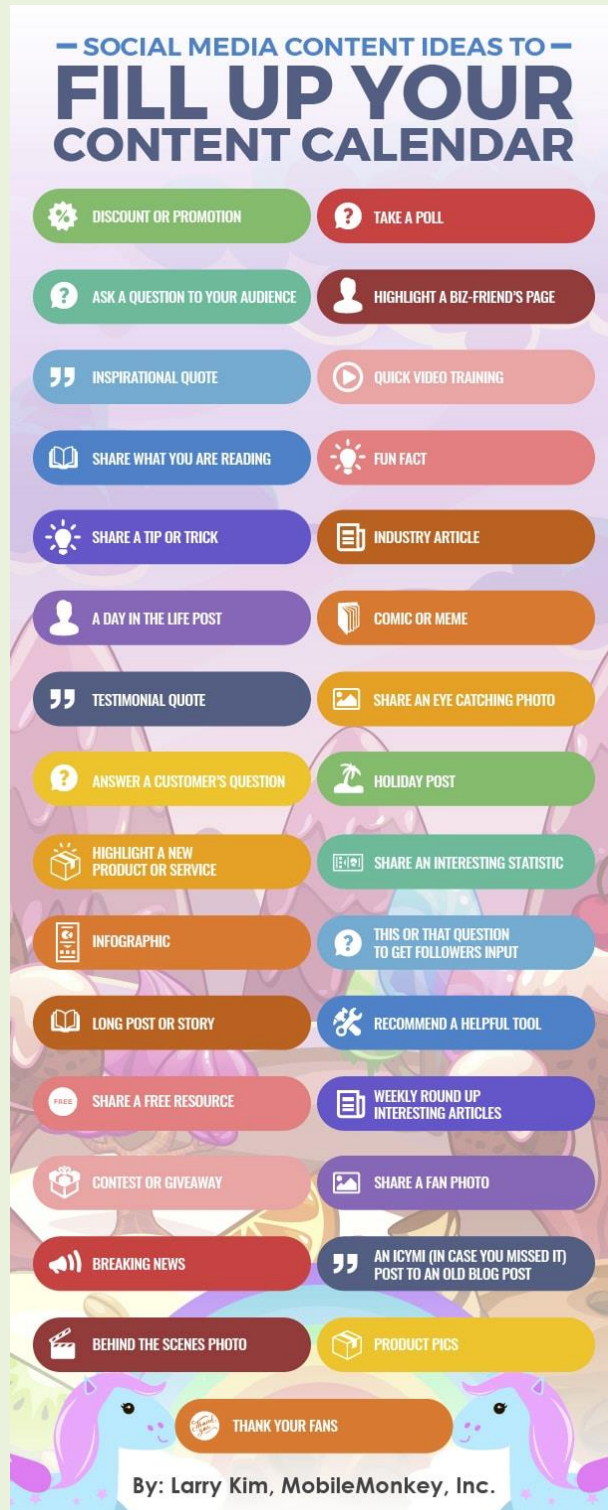 SOCIAL MEDIA CONTENT IDEAS TO
FILL UP YOUR
CONTENT CALENDAR
DISCOUNT OR PROMOTION
TAKE A POLL
ASK A QUESTION TO YOUR AUDIENCE
HIGHLIGHT A BIZ-FRIEND'S PAGE
INSPIRATIONAL QUOTE
QUICK VIDEO TRAINING
SHARE WHAT YOU ARE READING
FUN FACT
SHARE A TIP OR TRICK
INDUSTRY ARTICLE
A DAY IN THE LIFE POST
COMIC OR MEME
TESTIMONIAL QUOTE
SHARE AN EYE CATCHING PHOTO
ANSWER A CUSTOMER'S QUESTION
HOLIDAY POST
HIGHLIGHT A NEW
PRODUCT OR SERVICE
SHARE AN INTERESTING STATISTIC
INFOGRAPHIC
THIS OR THAT QUESTION
TO GET FOLLOWERS INPUT
LONG POST OR STORY
RECOMMEND A HELPFUL TOOL
FREE
SHARE A FREE RESOURCE
WEEKLY ROUND UP
INTERESTING ARTICLES
CONTEST OR GIVEAWAY
SHARE A FAN PHOTO
BREAKING NEWS
AN ICYMI (IN CASE YOU MISSED IT)
POST TO AN OLD BLOG POST
BEHIND THE SCENES PHOTO
PRODUCT PICS
THANK YOUR FANS
By: Larry Kim, MobileMonkey, Inc.